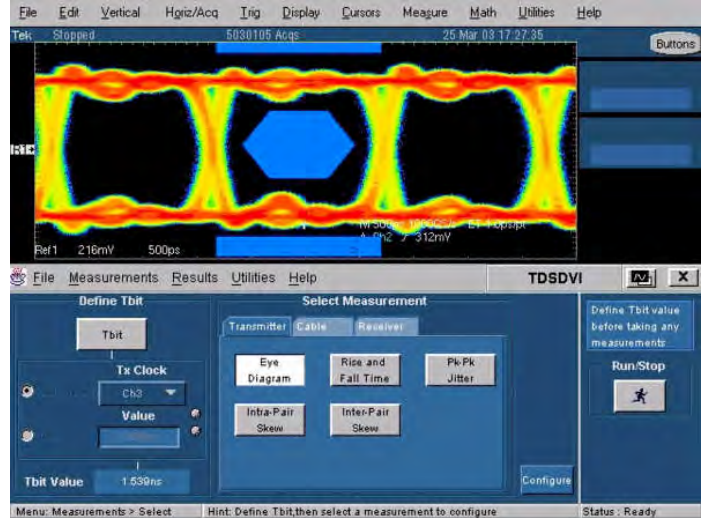 File Edit Vertical Horiz/Acq Trig Display Cursors Measure Math Utilities Help
Tek Stopped 5030105 Acqs 25 Mar 03 17:27:35
Buttons
Ref1 216mV 500ps
312mV
File Measurements Results Utilities Help TDSDVI X
Define Tbit
Tbit
Tx Clock
Ch3
Value
Tbit Value 1.539ns
Select Measurement
Transmitter Cable Receiver
Eye Diagram
Rise and Fall Time
Pk-Pk Jitter
Intra-Pair Skew
Inter-Pair Skew
Configure
Define Tbit value
before taking any
measurements
Run/Stop
Menu: Measurements > Select Hint: Define Tbit,then select a measurement to configure Status : Ready